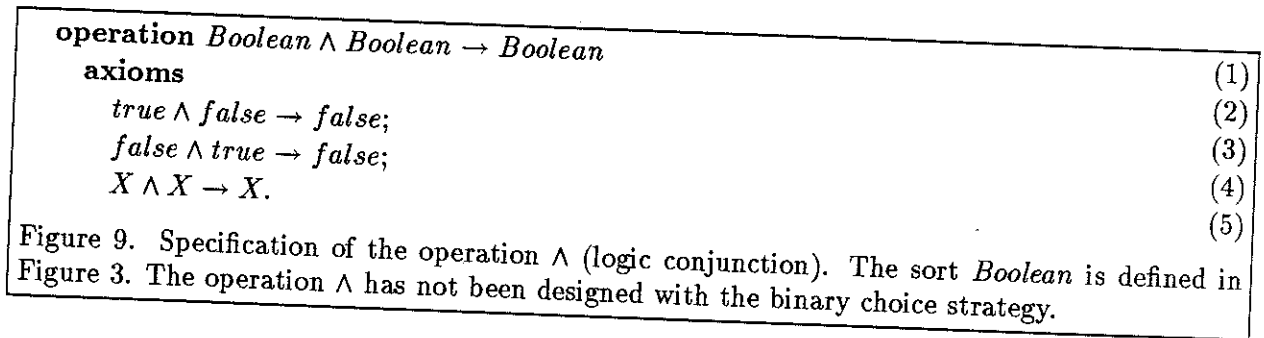 operation Boolean ∧ Boolean → Boolean (1)
axioms (2)
true ∧ false → false; (3)
false ∧ true → false; (4)
X ∧ X → X. (5)
Figure 9. Specification of the operation ∧ (logic conjunction). The sort Boolean is defined in
Figure 3. The operation ∧ has not been designed with the binary choice strategy.